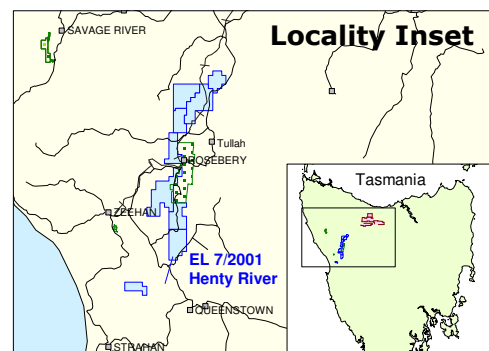 Locality Inset
SAVAGE RIVER
Tullah
ROSEBERY
Tasmania
ZEEHAN
EL 7/2001
Henty River
QUEENSTOWN
STRAHAN